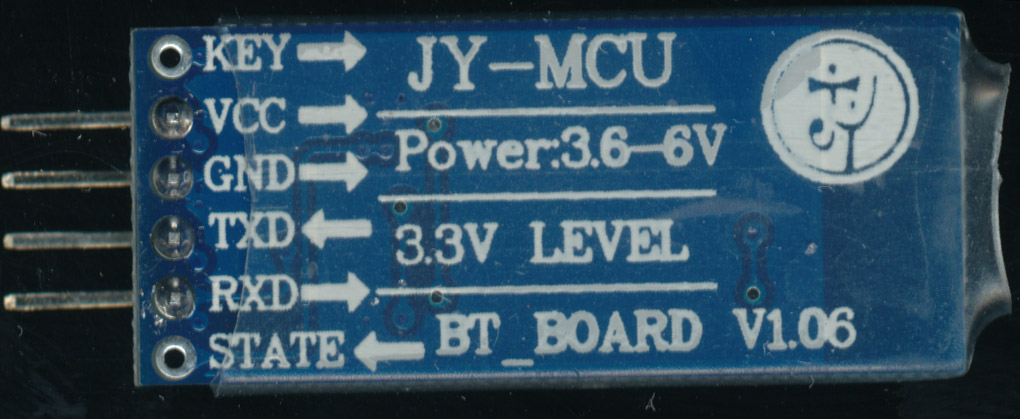 KEY
VCC
GND
TXD
RXD
STATE
JY-MCU
Power:3.6-6V
3.3V LEVEL
BT_BOARD V1.06